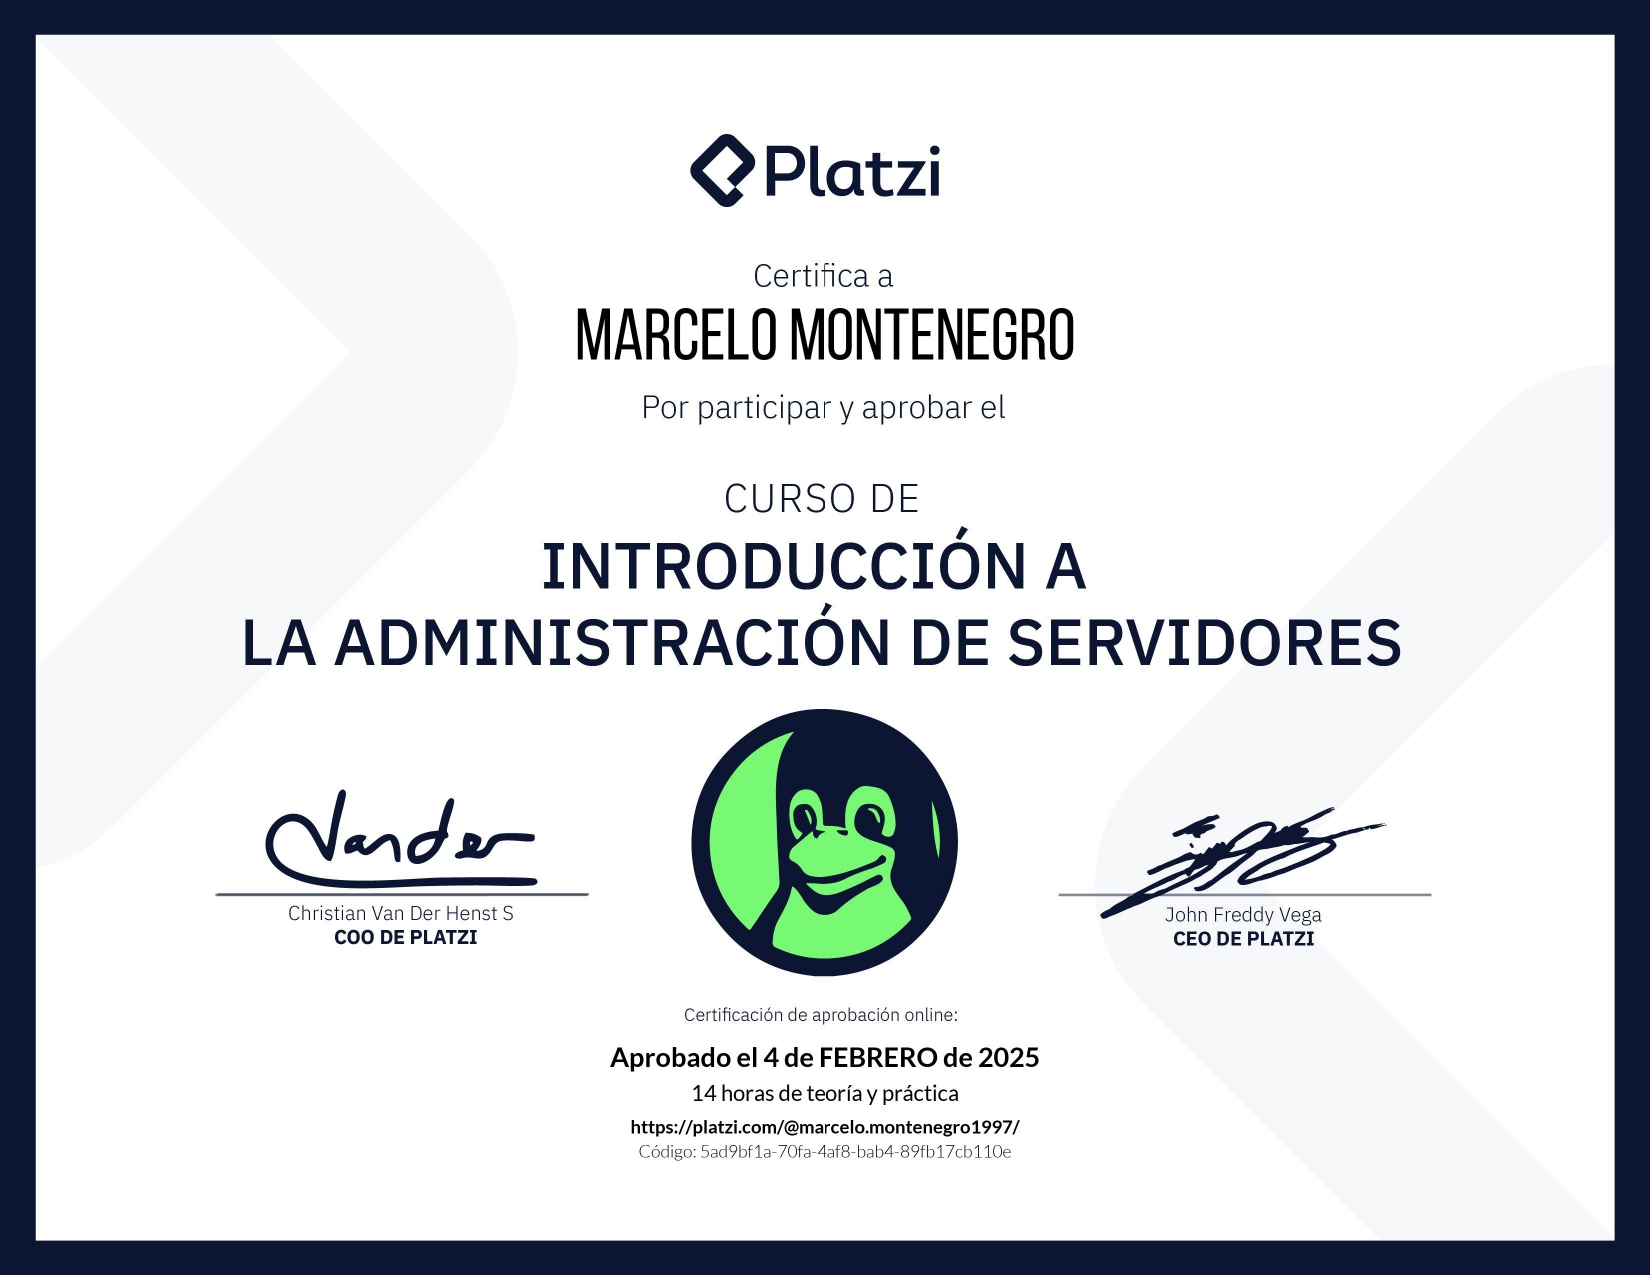 Platzi
Certifica a
MARCELO MONTENEGRO
Por participar y aprobar el
CURSO DE
INTRODUCCIÓN A
LA ADMINISTRACIÓN DE SERVIDORES
Vander
Christian Van Der Henst S
COO DE PLATZI
John Freddy Vega
CEO DE PLATZI
Certificación de aprobación online:
Aprobado el 4 de FEBRERO de 2025
14 horas de teoría y práctica
https://platzi.com/@marcelo.montenegro1997/
Código: 5ad9bf1a-70fa-4af8-bab4-89fb17cb110e